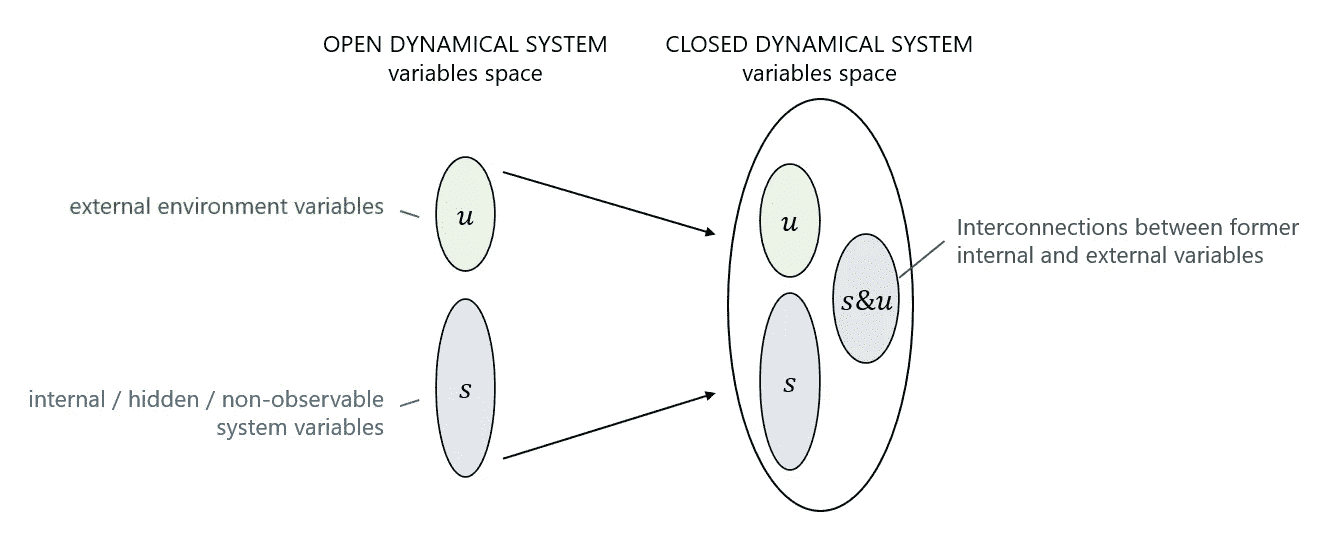 OPEN DYNAMICAL SYSTEM
variables space
CLOSED DYNAMICAL SYSTEM
variables space
external environment variables
u
u
Interconnections between former
internal and external variables
s&u
internal / hidden / non-observable
system variables
s
s